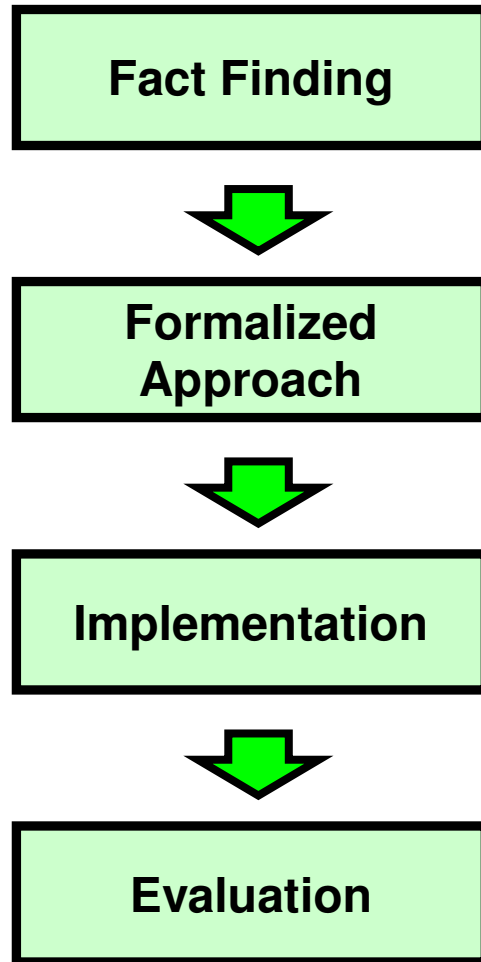 Fact Finding
Formalized
Approach
Implementation
Evaluation